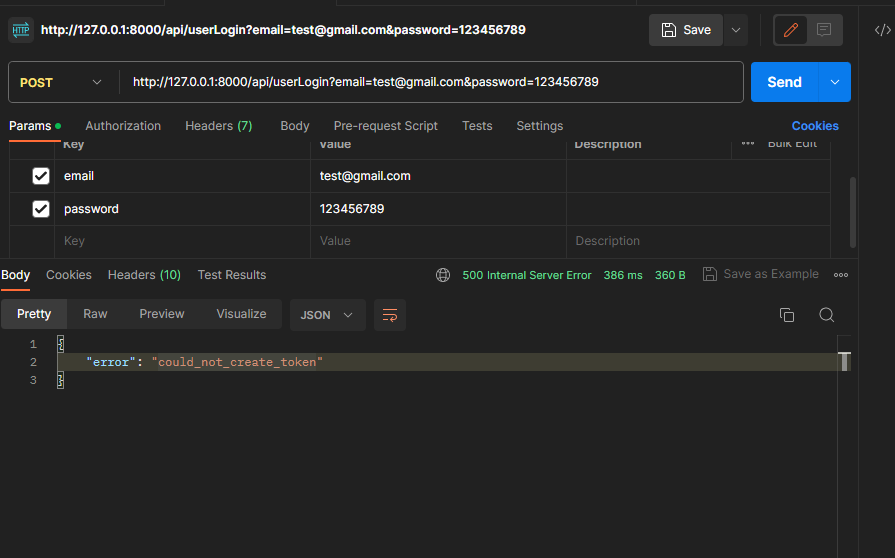 HTTP http://127.0.0.1:8000/api/userLogin?email=test@gmail.com&password=123456789 Save </>
POST http://127.0.0.1:8000/api/userLogin?email=test@gmail.com&password=123456789 Send
Params Authorization Headers (7) Body Pre-request Script Tests Settings Cookies
Key Value Description Bulk Edit
email test@gmail.com
password 123456789
Key Value Description
Body Cookies Headers (10) Test Results 500 Internal Server Error 386 ms 360 B Save as Example
Pretty Raw Preview Visualize JSON
1 {
2 "error": "could_not_create_token"
3 }